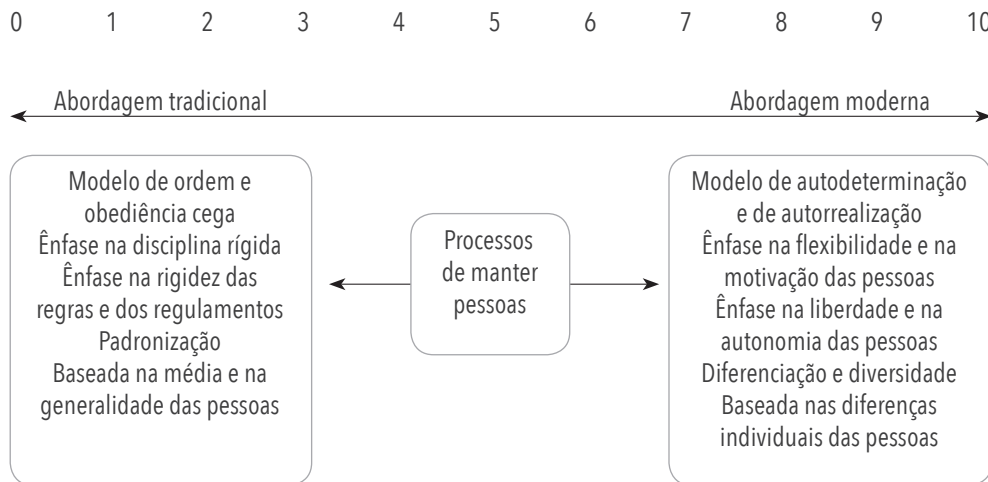 0 1 2 3 4 5 6 7 8 9 10
Abordagem tradicional
Abordagem moderna
Modelo de ordem e
obediência cega
Ênfase na disciplina rígida
Ênfase na rigidez das
regras e dos regulamentos
Padronização
Baseada na média e na
generalidade das pessoas
Processos
de manter
pessoas
Modelo de autodeterminação
e de autorrealização
Ênfase na flexibilidade e na
motivação das pessoas
Ênfase na liberdade e na
autonomia das pessoas
Diferenciação e diversidade
Baseada nas diferenças
individuais das pessoas